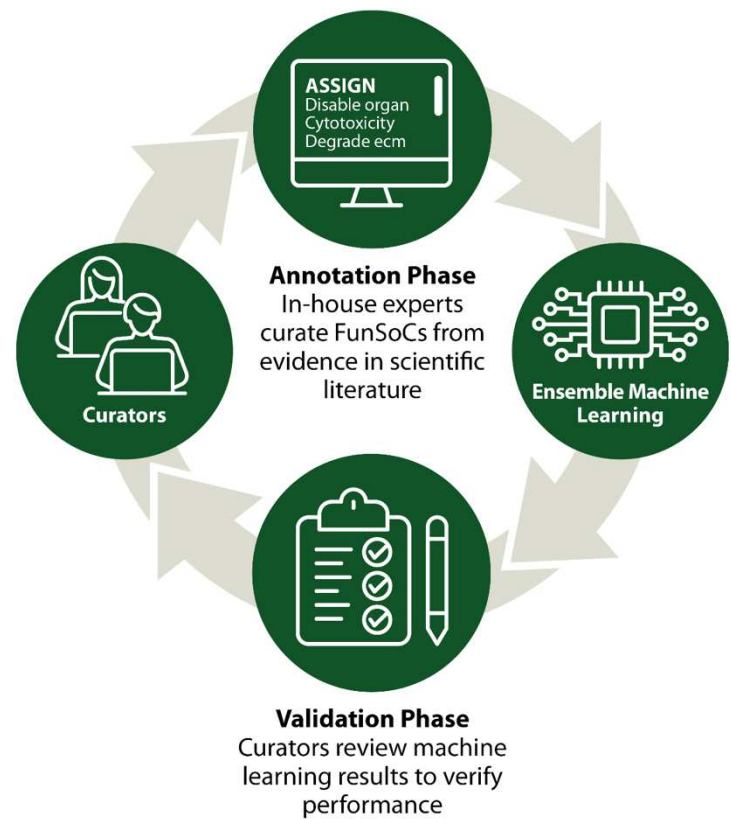 ASSIGN
Disable organ
Cytotoxicity
Degrade ecm
Annotation Phase
In-house experts
curate FunSoCs from
evidence in scientific
literature
Curators
Ensemble Machine
Learning
Validation Phase
Curators review machine
learning results to verify
performance